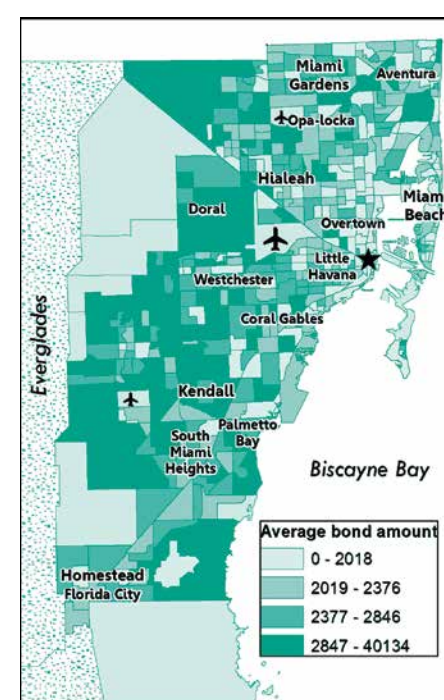 Miami
Gardens
Aventura
Opa-locka
Hialeah
Miami
Beach
Doral
Overtown
Little
Havana
Westchester
Coral Gables
Everglades
Kendall
Palmetto
Bay
South
Miami
Heights
Biscayne Bay
Homestead
Florida City
Average bond amount
0 - 2018
2019 - 2376
2377 - 2846
2847 - 40134